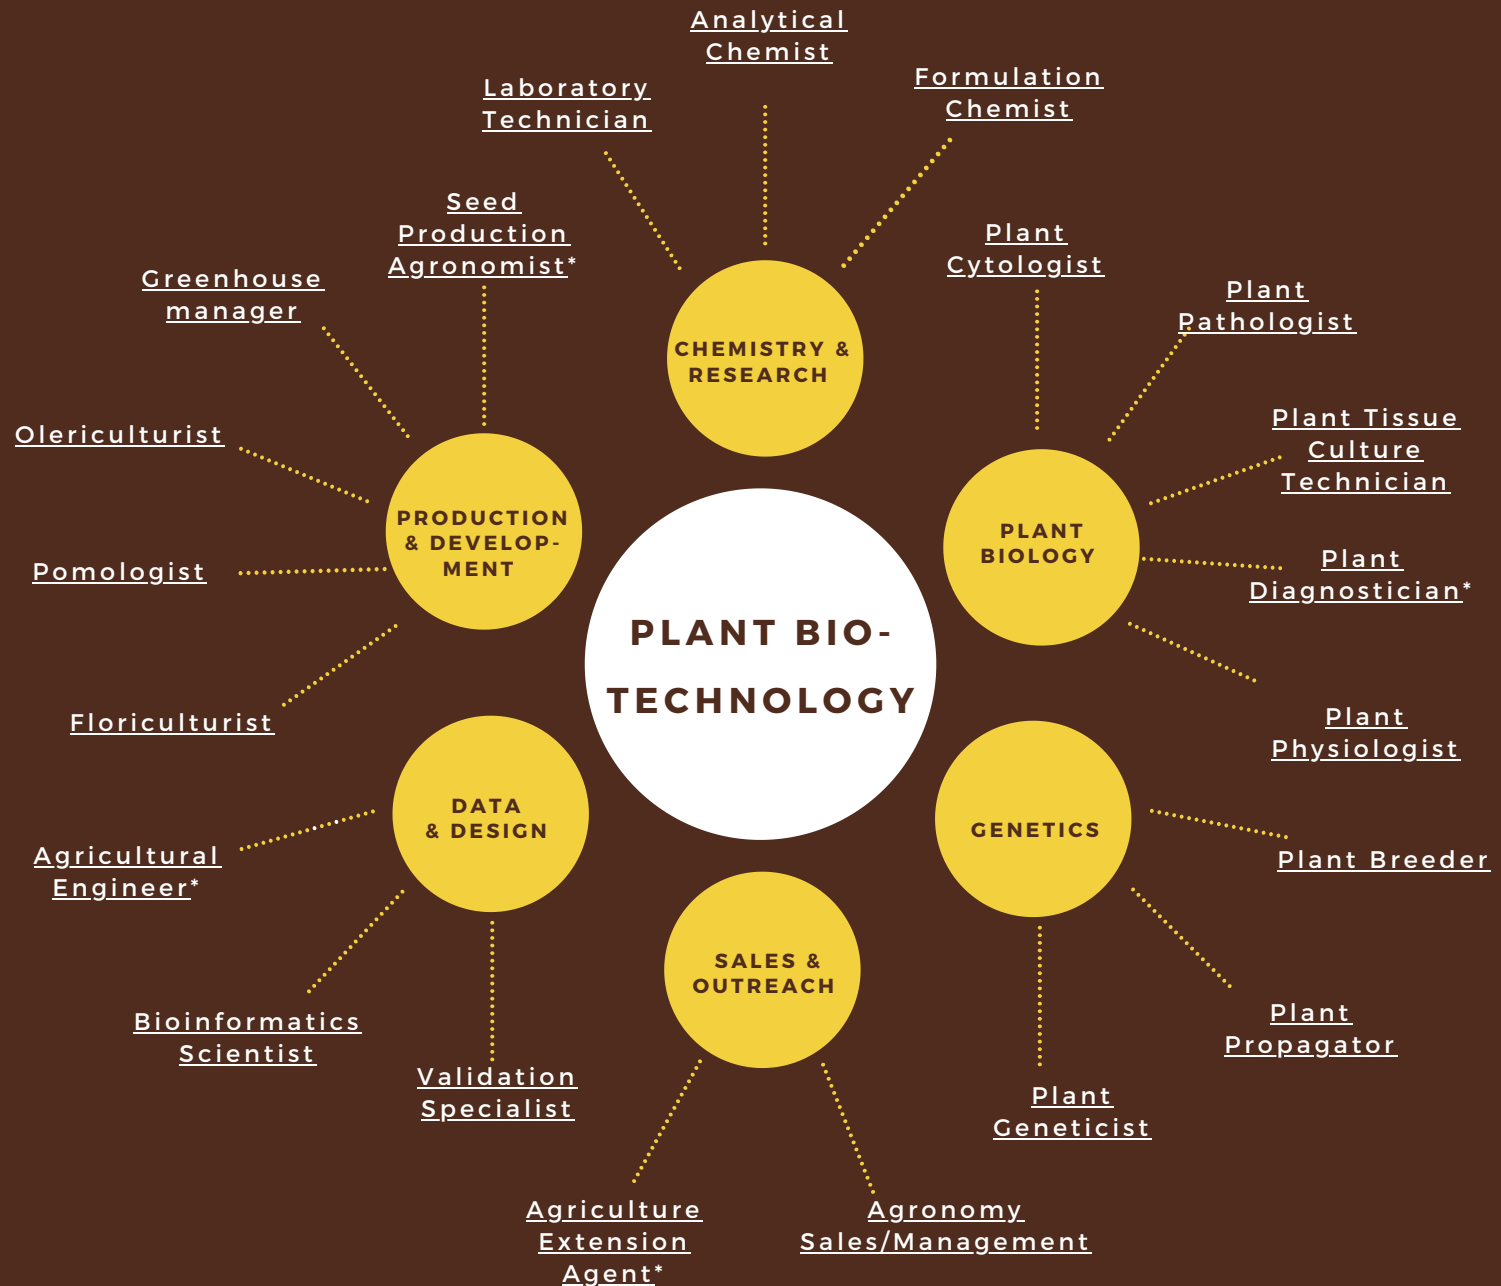 Analytical
Chemist
Laboratory
Technician
Formulation
Chemist
Seed
Production
Agronomist*
Greenhouse
manager
Olericulturist
Pomologist
Floriculturist
Plant
Cytologist
Plant
Pathologist
Plant Tissue
Culture
Technician
Plant
Diagnostician*
Plant
Physiologist
CHEMISTRY &
RESEARCH
PRODUCTION
& DEVELOP-
MENT
PLANT
BIOLOGY
PLANT BIO-
TECHNOLOGY
DATA
& DESIGN
GENETICS
SALES &
OUTREACH
Agricultural
Engineer*
Bioinformatics
Scientist
Validation
Specialist
Plant Breeder
Plant
Propagator
Plant
Geneticist
Agriculture
Extension
Agent*
Agronomy
Sales/Management